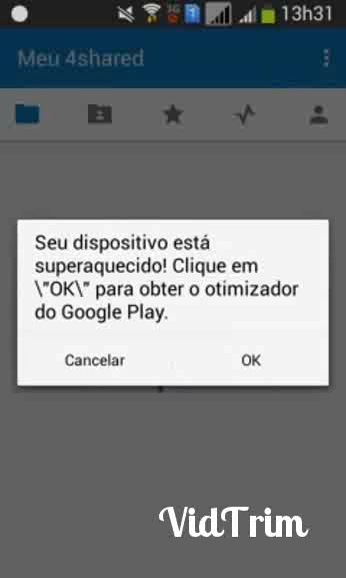 13h31
Meu 4shared
Seu dispositivo está
superaquecido! Clique em
\"OK\" para obter o otimizador
do Google Play.
Cancelar OK
VidTrim